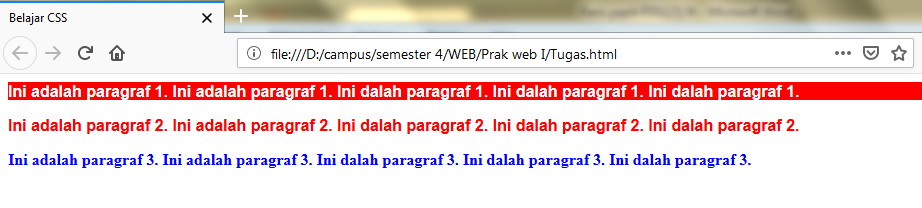 Belajar CSS
file:///D:/campus/semester 4/WEB/Prak web I/Tugas.html
Ini adalah paragraf 1. Ini adalah paragraf 1. Ini dalah paragraf 1. Ini dalah paragraf 1. Ini dalah paragraf 1.
Ini adalah paragraf 2. Ini adalah paragraf 2. Ini dalah paragraf 2. Ini dalah paragraf 2. Ini dalah paragraf 2.
Ini adalah paragraf 3. Ini adalah paragraf 3. Ini dalah paragraf 3. Ini dalah paragraf 3. Ini dalah paragraf 3.